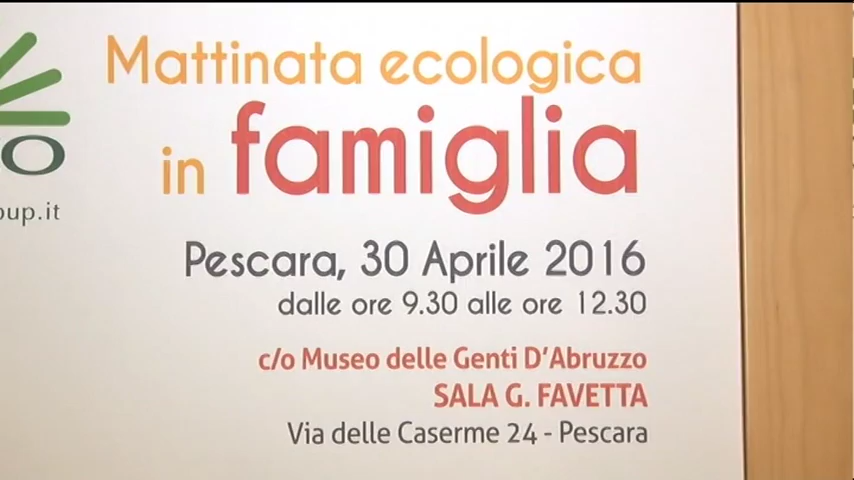 Mattinata ecologica
in famiglia
Pescara, 30 Aprile 2016
dalle ore 9.30 alle ore 12.30
c/o Museo delle Genti D'Abruzzo
SALA G. FAVETTA
Via delle Caserme 24 - Pescara